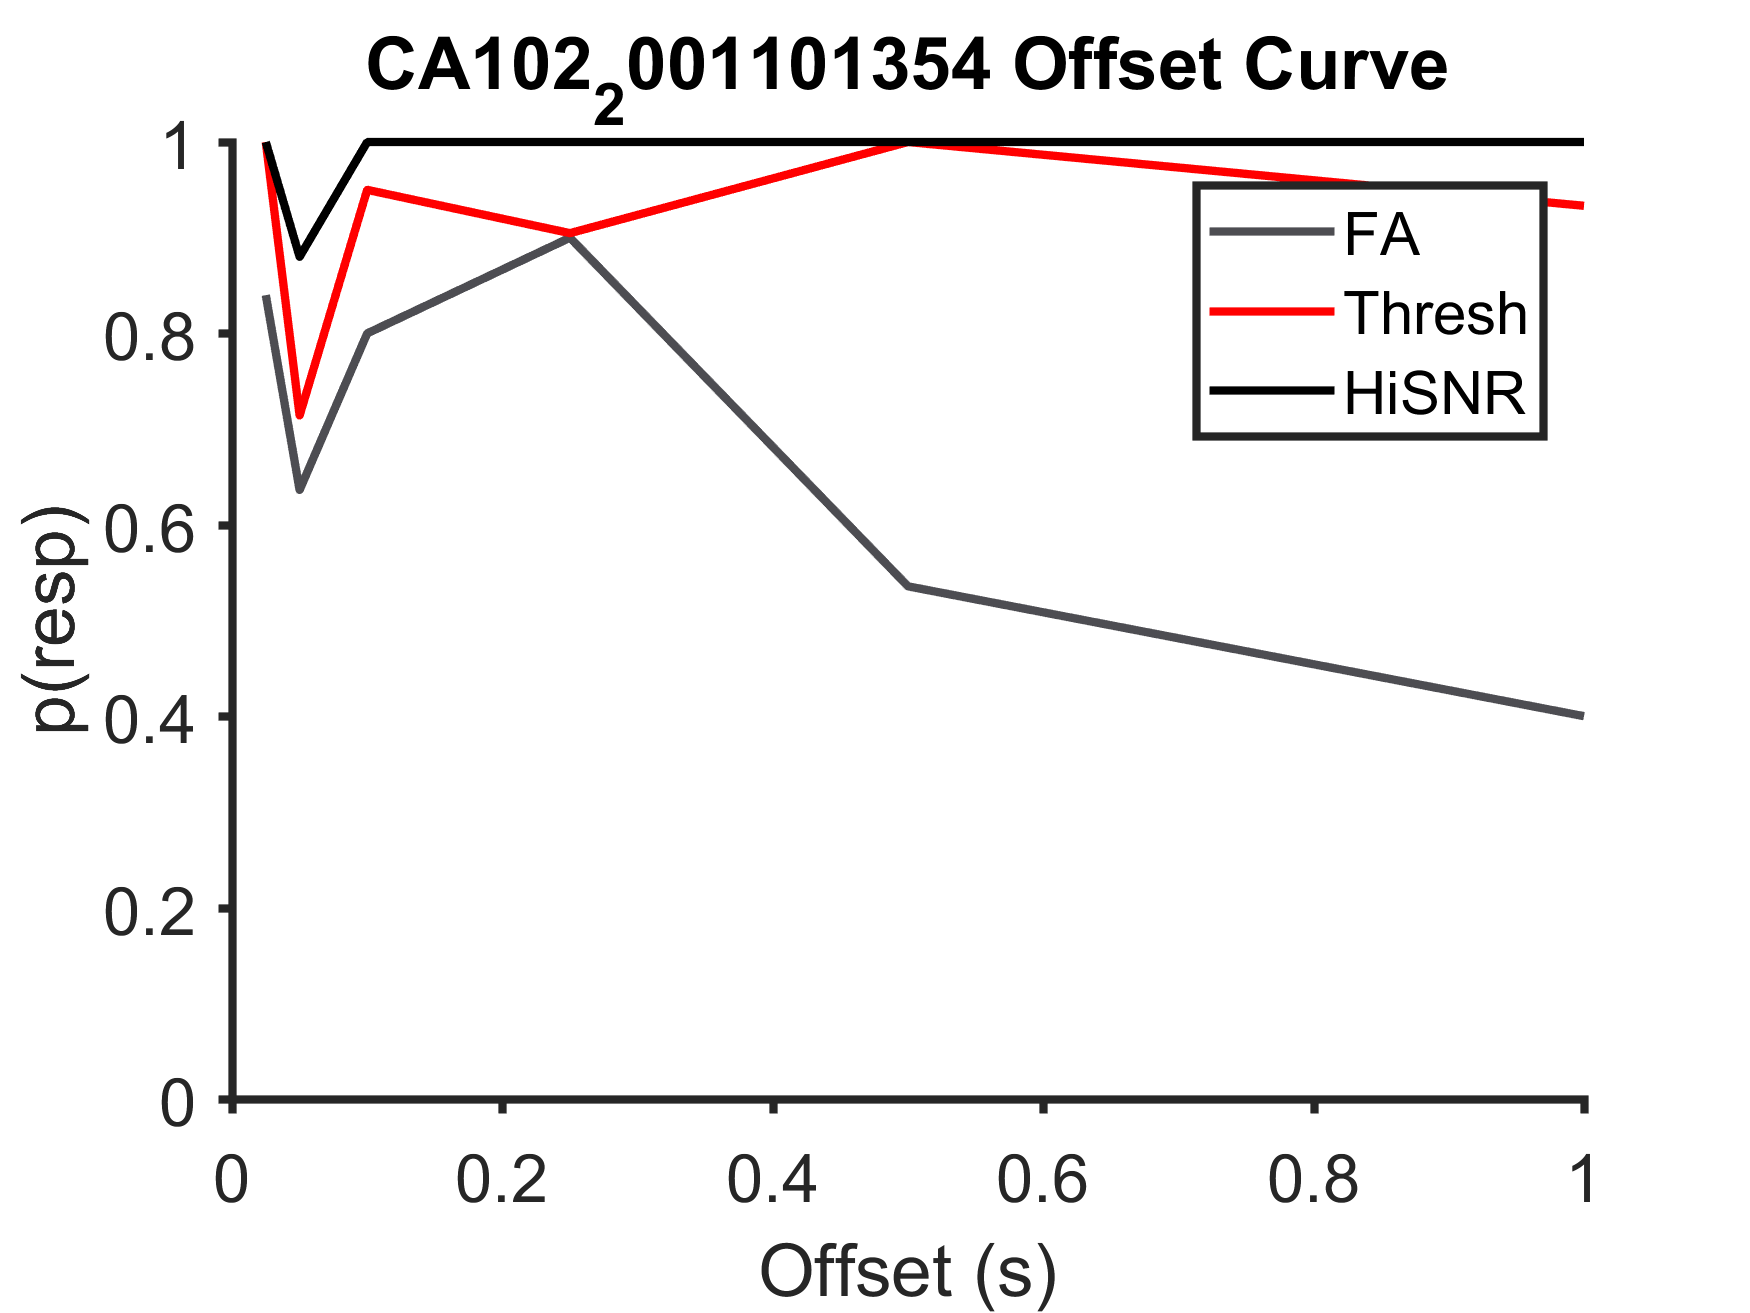 CA102₂001101354 Offset Curve
1
0.8
0.6
0.4
0.2
0
p(resp)
FA
Thresh
HiSNR
0 0.2 0.4 0.6 0.8 1
Offset (s)